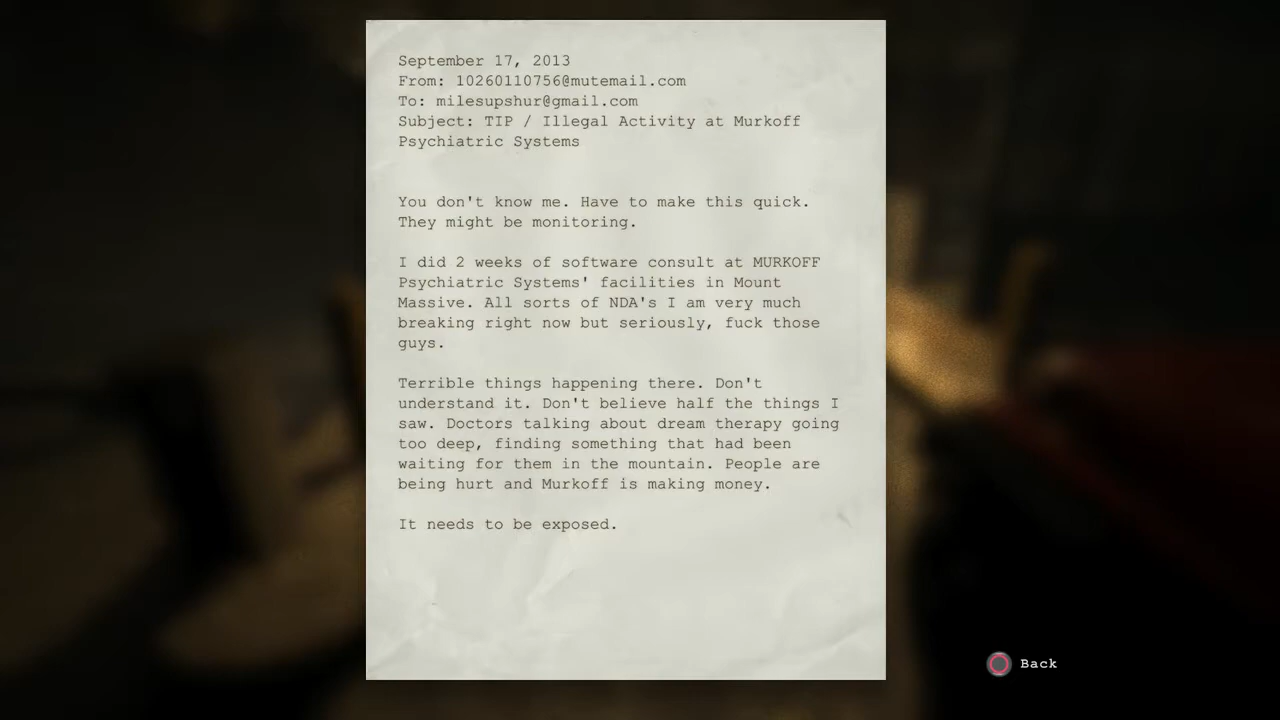 September 17, 2013
From: 10260110756@mutemail.com
To: milesupshur@gmail.com
Subject: TIP / Illegal Activity at Murkoff
Psychiatric Systems
You don't know me. Have to make this quick.
They might be monitoring.
I did 2 weeks of software consult at MURKOFF
Psychiatric Systems' facilities in Mount
Massive. All sorts of NDA's I am very much
breaking right now but seriously, fuck those
guys.
Terrible things happening there. Don't
understand it. Don't believe half the things I
saw. Doctors talking about dream therapy going
too deep, finding something that had been
waiting for them in the mountain. People are
being hurt and Murkoff is making money.
It needs to be exposed.
Back